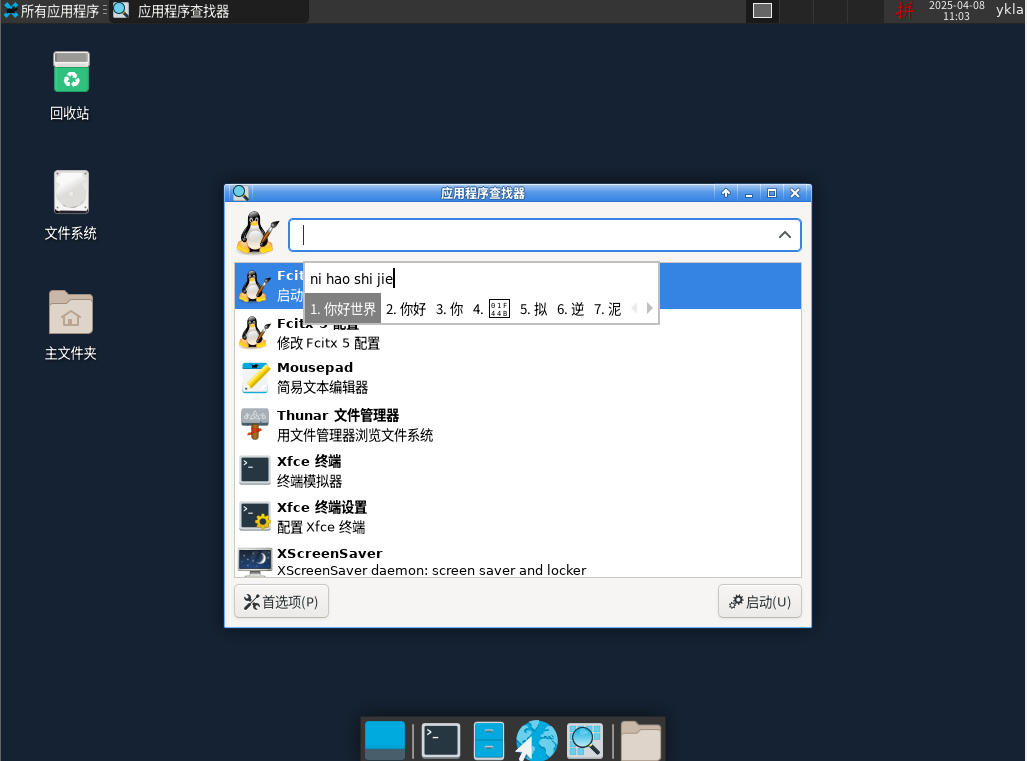 所有应用程序
应用程序查找器
拼
2025-04-08
11:03
ykla
回收站
文件系统
主文件夹
应用程序查找器
ni hao shi jie
1. 你好世界 2. 你好 3. 你 4. 5. 拟 6. 逆 7. 泥
Fcit
启动
Fcitx 5 配置
修改 Fcitx 5 配置
Mousepad
简易文本编辑器
Thunar 文件管理器
用文件管理器浏览文件系统
Xfce 终端
终端模拟器
Xfce 终端设置
配置 Xfce 终端
XScreenSaver
XScreenSaver daemon: screen saver and locker
首选项(P)
启动(U)